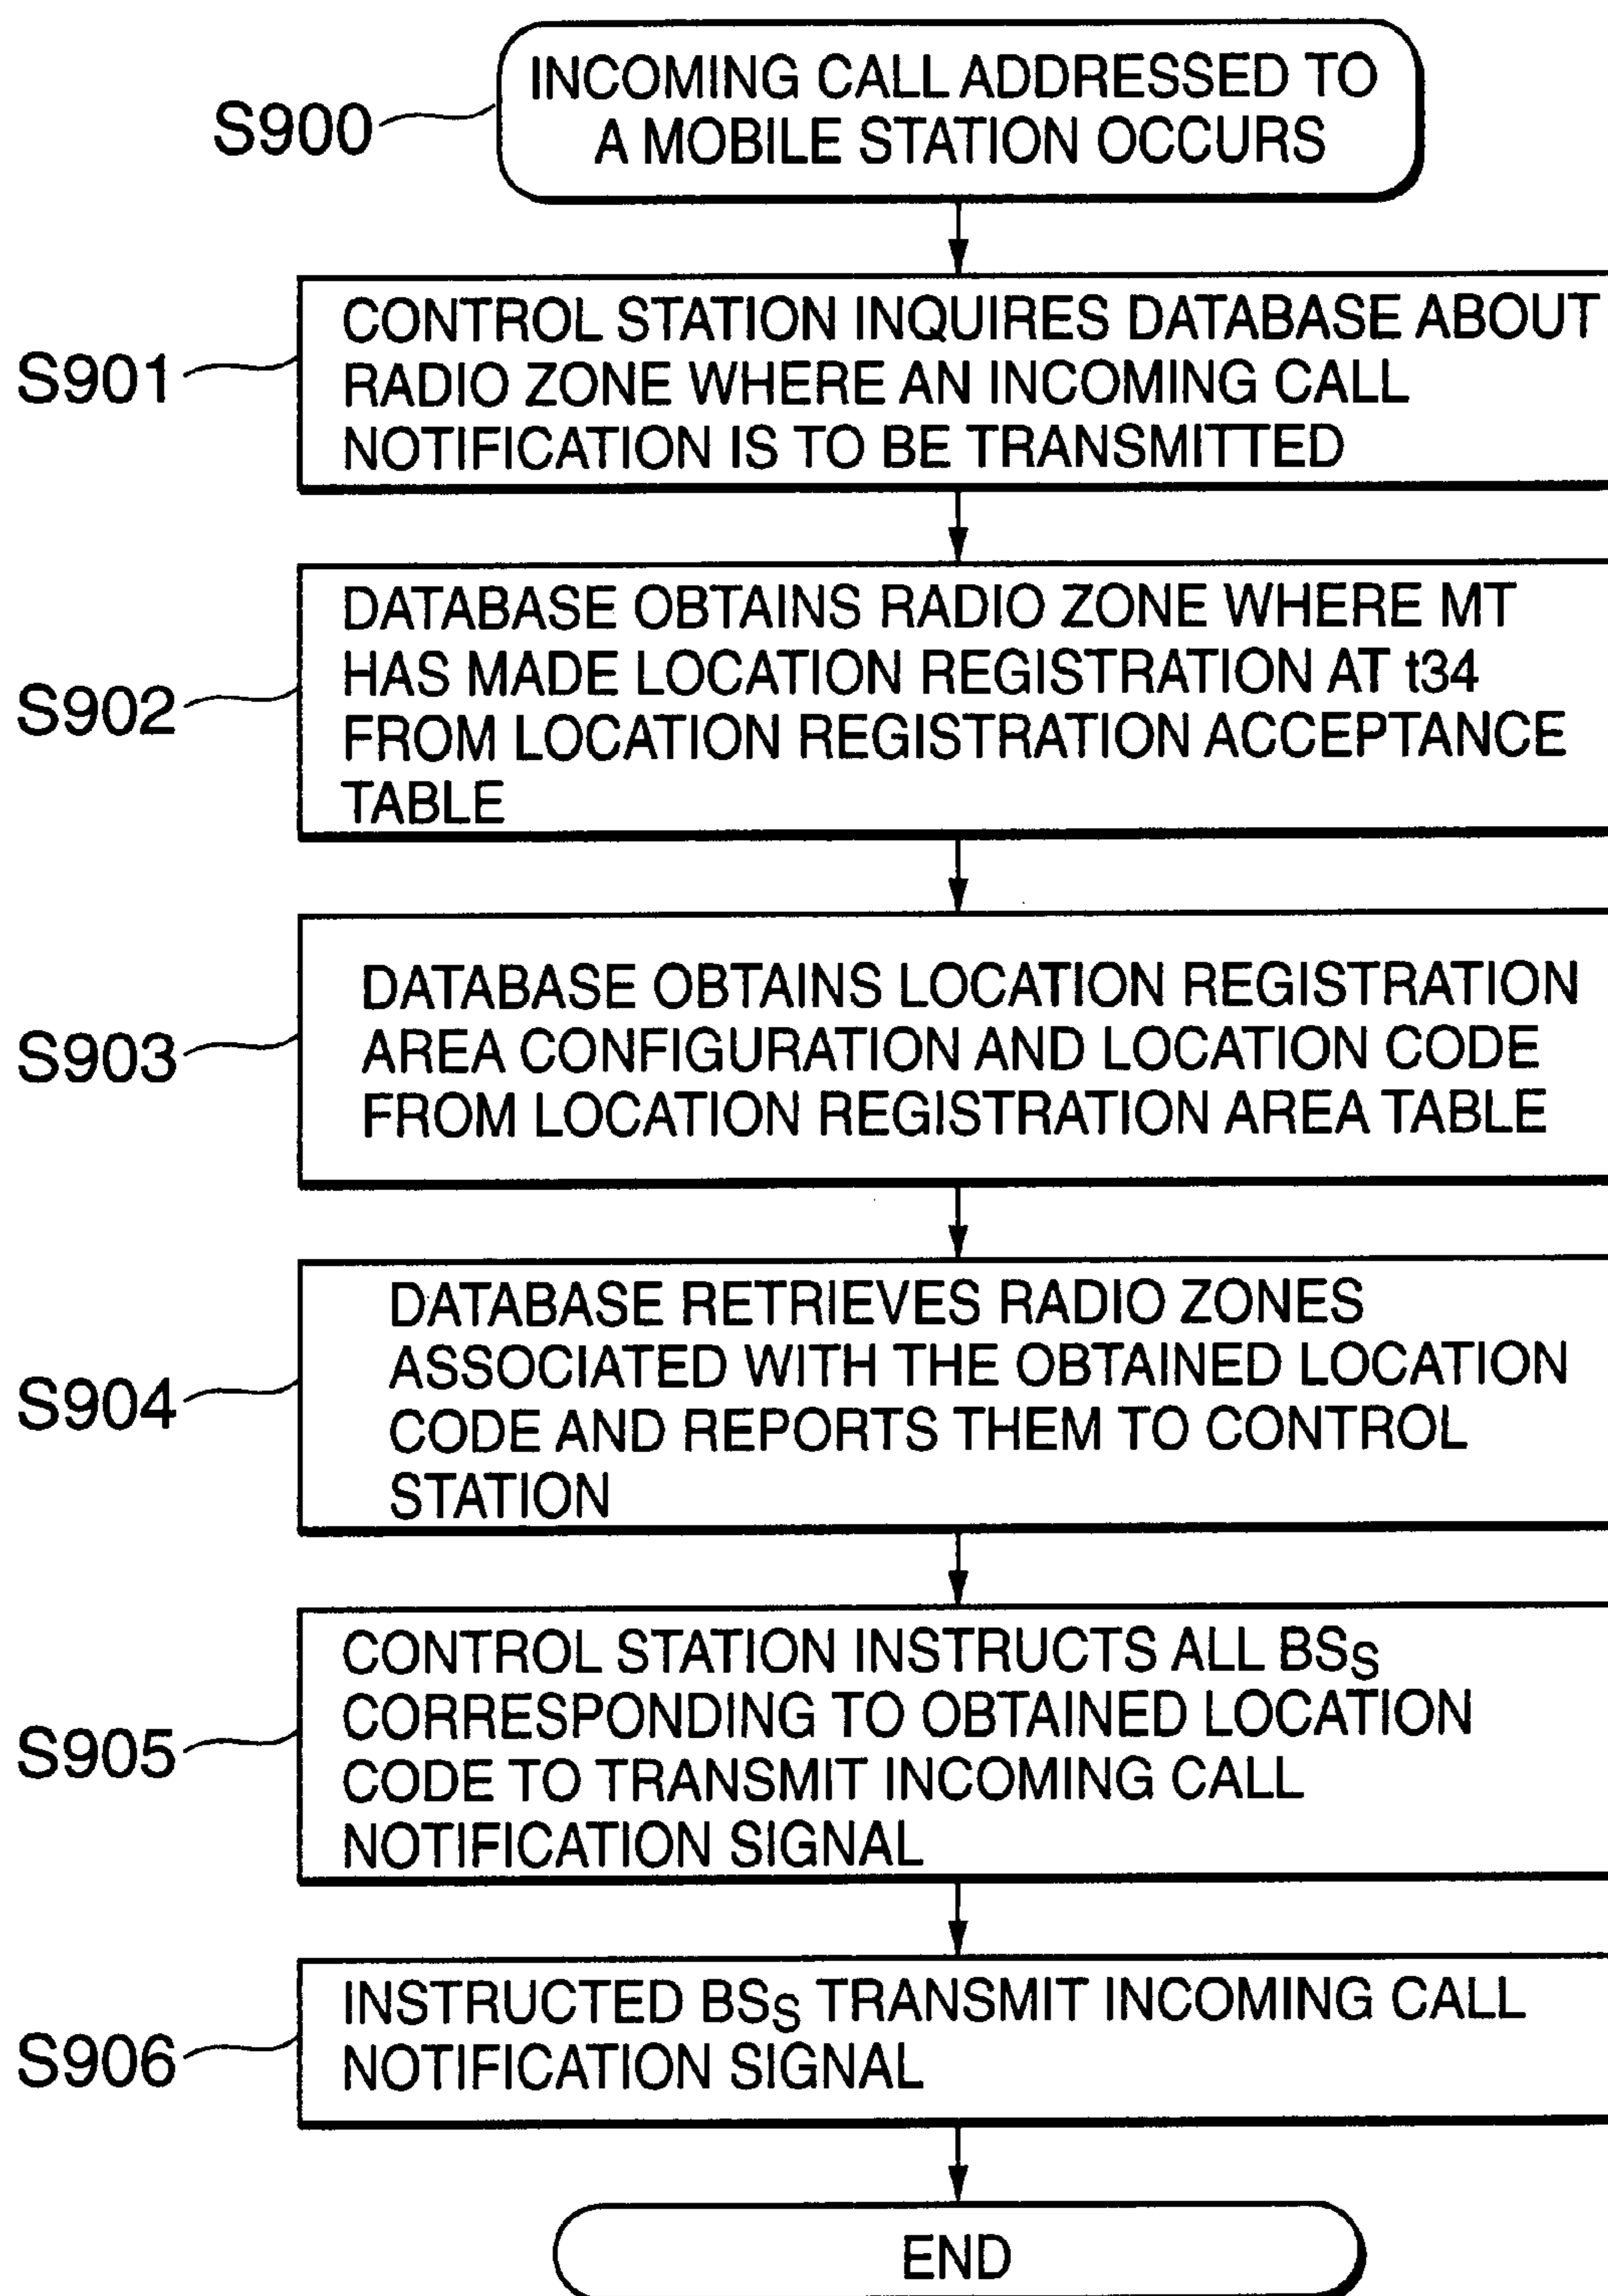 S900
INCOMING CALL ADDRESSED TO
A MOBILE STATION OCCURS
S901
CONTROL STATION INQUIRES DATABASE ABOUT
RADIO ZONE WHERE AN INCOMING CALL
NOTIFICATION IS TO BE TRANSMITTED
S902
DATABASE OBTAINS RADIO ZONE WHERE MT
HAS MADE LOCATION REGISTRATION AT t34
FROM LOCATION REGISTRATION ACCEPTANCE
TABLE
S903
DATABASE OBTAINS LOCATION REGISTRATION
AREA CONFIGURATION AND LOCATION CODE
FROM LOCATION REGISTRATION AREA TABLE
S904
DATABASE RETRIEVES RADIO ZONES
ASSOCIATED WITH THE OBTAINED LOCATION
CODE AND REPORTS THEM TO CONTROL
STATION
S905
CONTROL STATION INSTRUCTS ALL BSS
CORRESPONDING TO OBTAINED LOCATION
CODE TO TRANSMIT INCOMING CALL
NOTIFICATION SIGNAL
S906
INSTRUCTED BSS TRANSMIT INCOMING CALL
NOTIFICATION SIGNAL
END